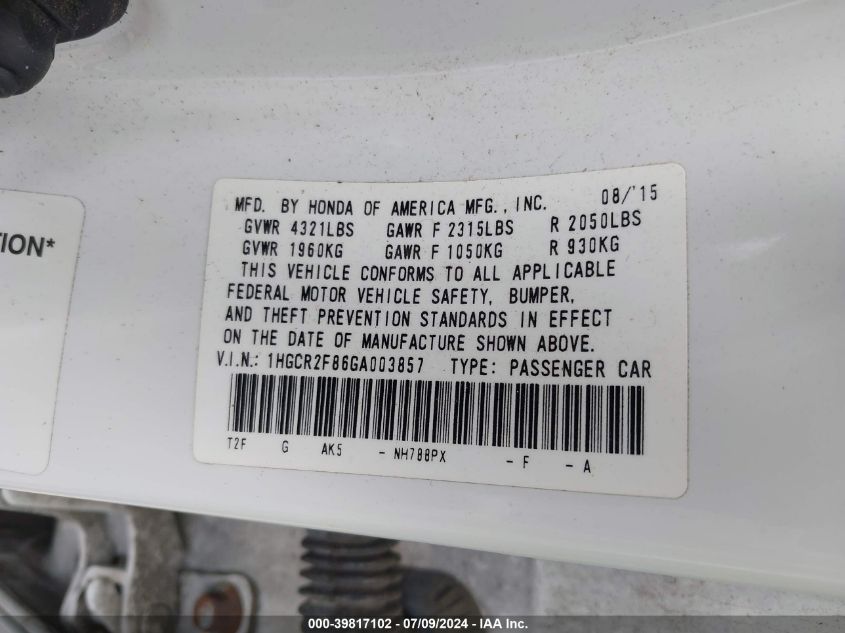 TION*
MFD. BY HONDA OF AMERICA MFG., INC. 08/'15
GVWR 4321LBS GAWR F 2315LBS R 2050LBS
GVWR 1960KG GAWR F 1050KG R 930KG
THIS VEHICLE CONFORMS TO ALL APPLICABLE
FEDERAL MOTOR VEHICLE SAFETY, BUMPER,
AND THEFT PREVENTION STANDARDS IN EFFECT
ON THE DATE OF MANUFACTURE SHOWN ABOVE.
V.I.N.: 1HGCR2F86GA003857 TYPE: PASSENGER CAR
T2F G AK5 - NH788PX - F - A
000-39817102 - 07/09/2024 - IAA Inc.